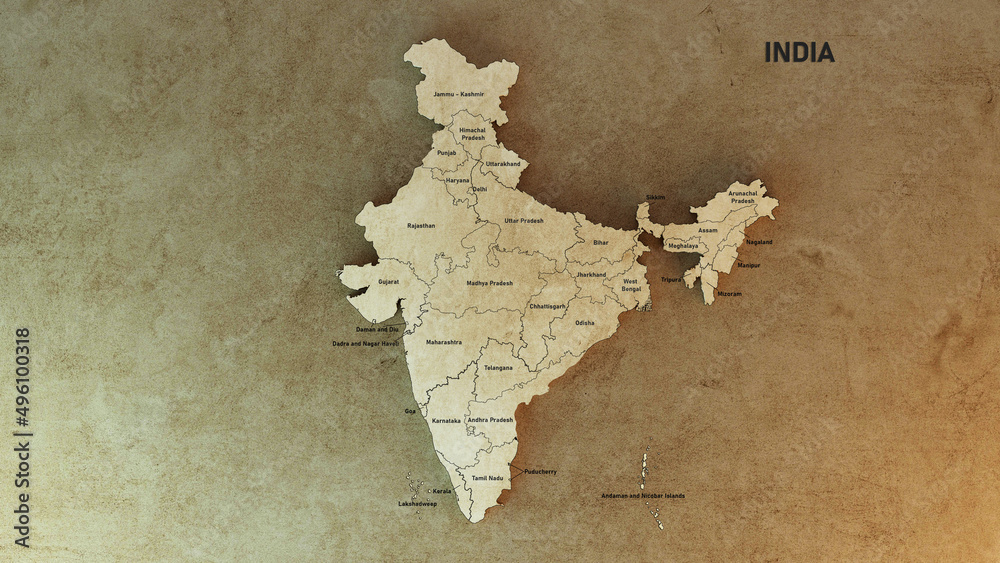 INDIA
Jammu - Kashmir
Himachal
Pradesh
Punjab
Uttarakhand
Haryana
Delhi
Rajasthan
Uttar Pradesh
Bihar
Sikkim
Arunachal
Pradesh
Assam
Nagaland
Meghalaya
Manipur
Tripura
Mizoram
Gujarat
Madhya Pradesh
Jharkhand
West
Bengal
Chhattisgarh
Odisha
Daman and Diu
Dadra and Nagar Haveli
Maharashtra
Telangana
Goa
Karnataka
Andhra Pradesh
Puducherry
Tamil Nadu
Kerala
Lakshadweep
Andaman and Nicobar Islands
Adobe Stock | #496100318
Adobe Stock